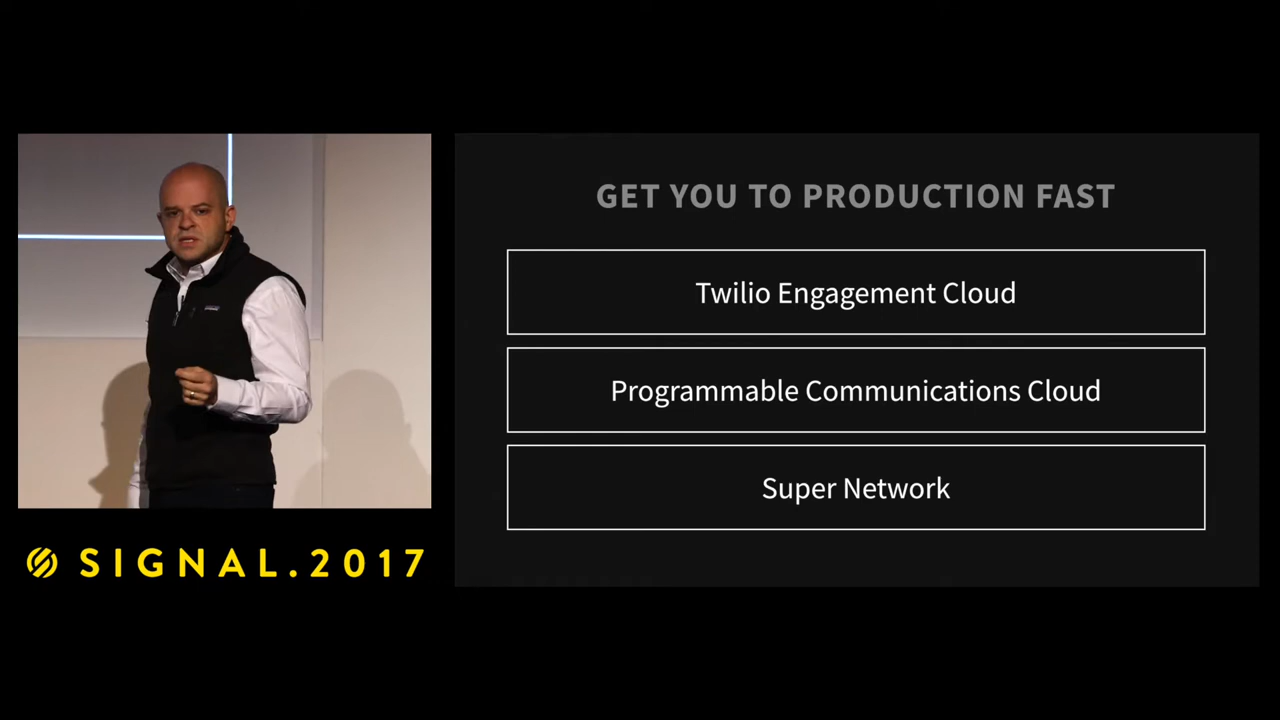 GET YOU TO PRODUCTION FAST
Twilio Engagement Cloud
Programmable Communications Cloud
Super Network
SIGNAL.2017